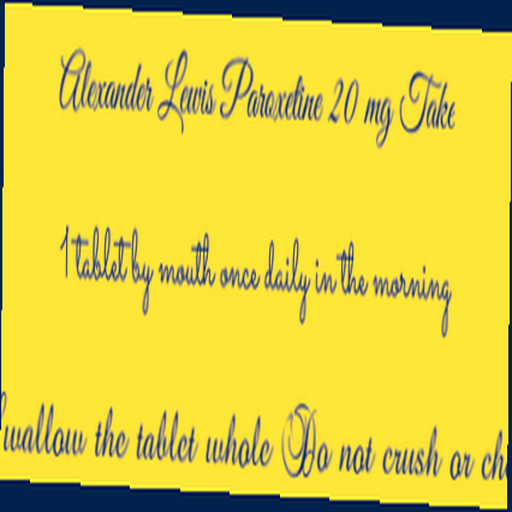 Alexander Lewis Paroxetine 20 mg Take
1 tablet by mouth once daily in the morning
Swallow the tablet whole Do not crush or